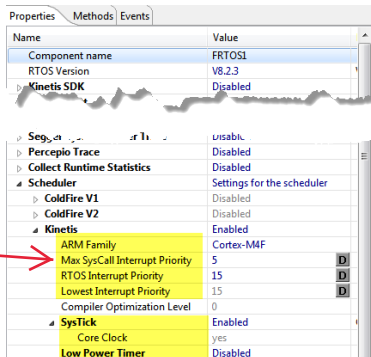 Properties Methods Events
Name Value
Component name FRTOS1
RTOS Version V8.2.3
Kinetis SDK Disabled
Percepio Trace Disabled
Collect Runtime Statistics Disabled
Scheduler Settings for the scheduler
ColdFire V1 Disabled
ColdFire V2 Disabled
Kinetis Enabled
ARM Family Cortex-M4F
Max SysCall Interrupt Priority 5 D
RTOS Interrupt Priority 15 D
Lowest Interrupt Priority 15 D
Compiler Optimization Level 0
SysTick Enabled
Core Clock yes
Low Power Timer Disabled